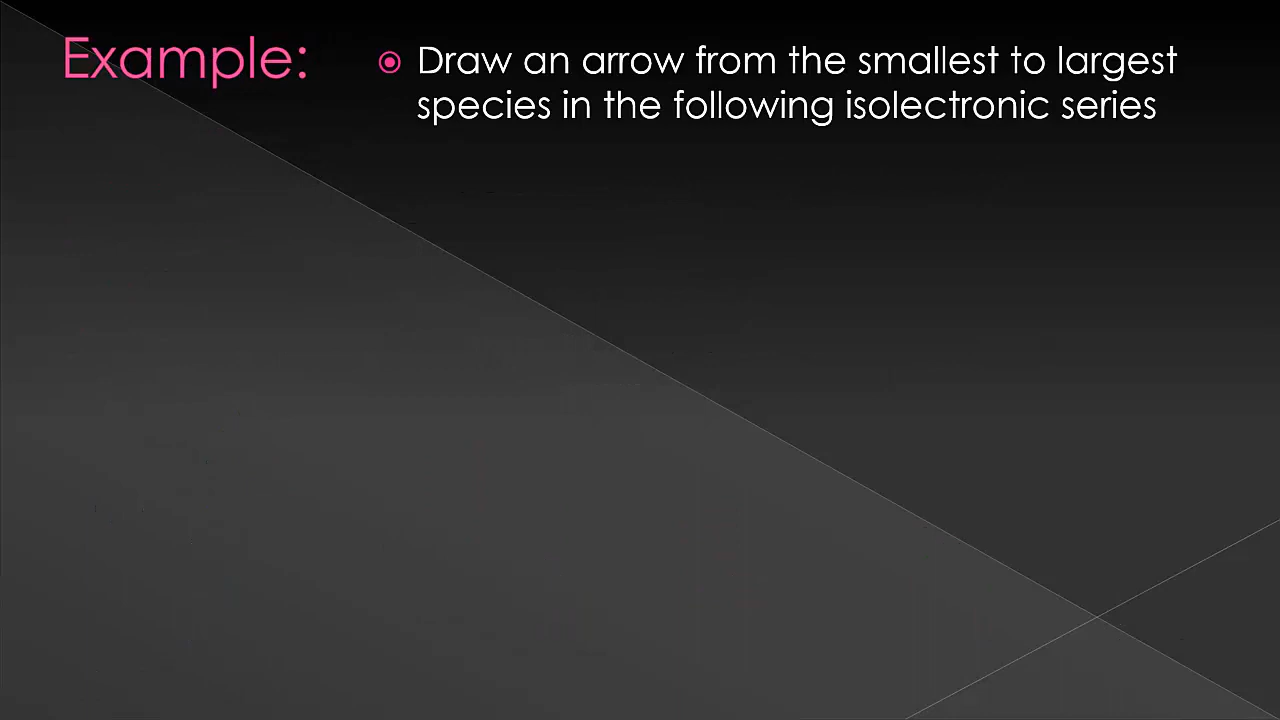 Example:
Draw an arrow from the smallest to largest
species in the following isolectronic series